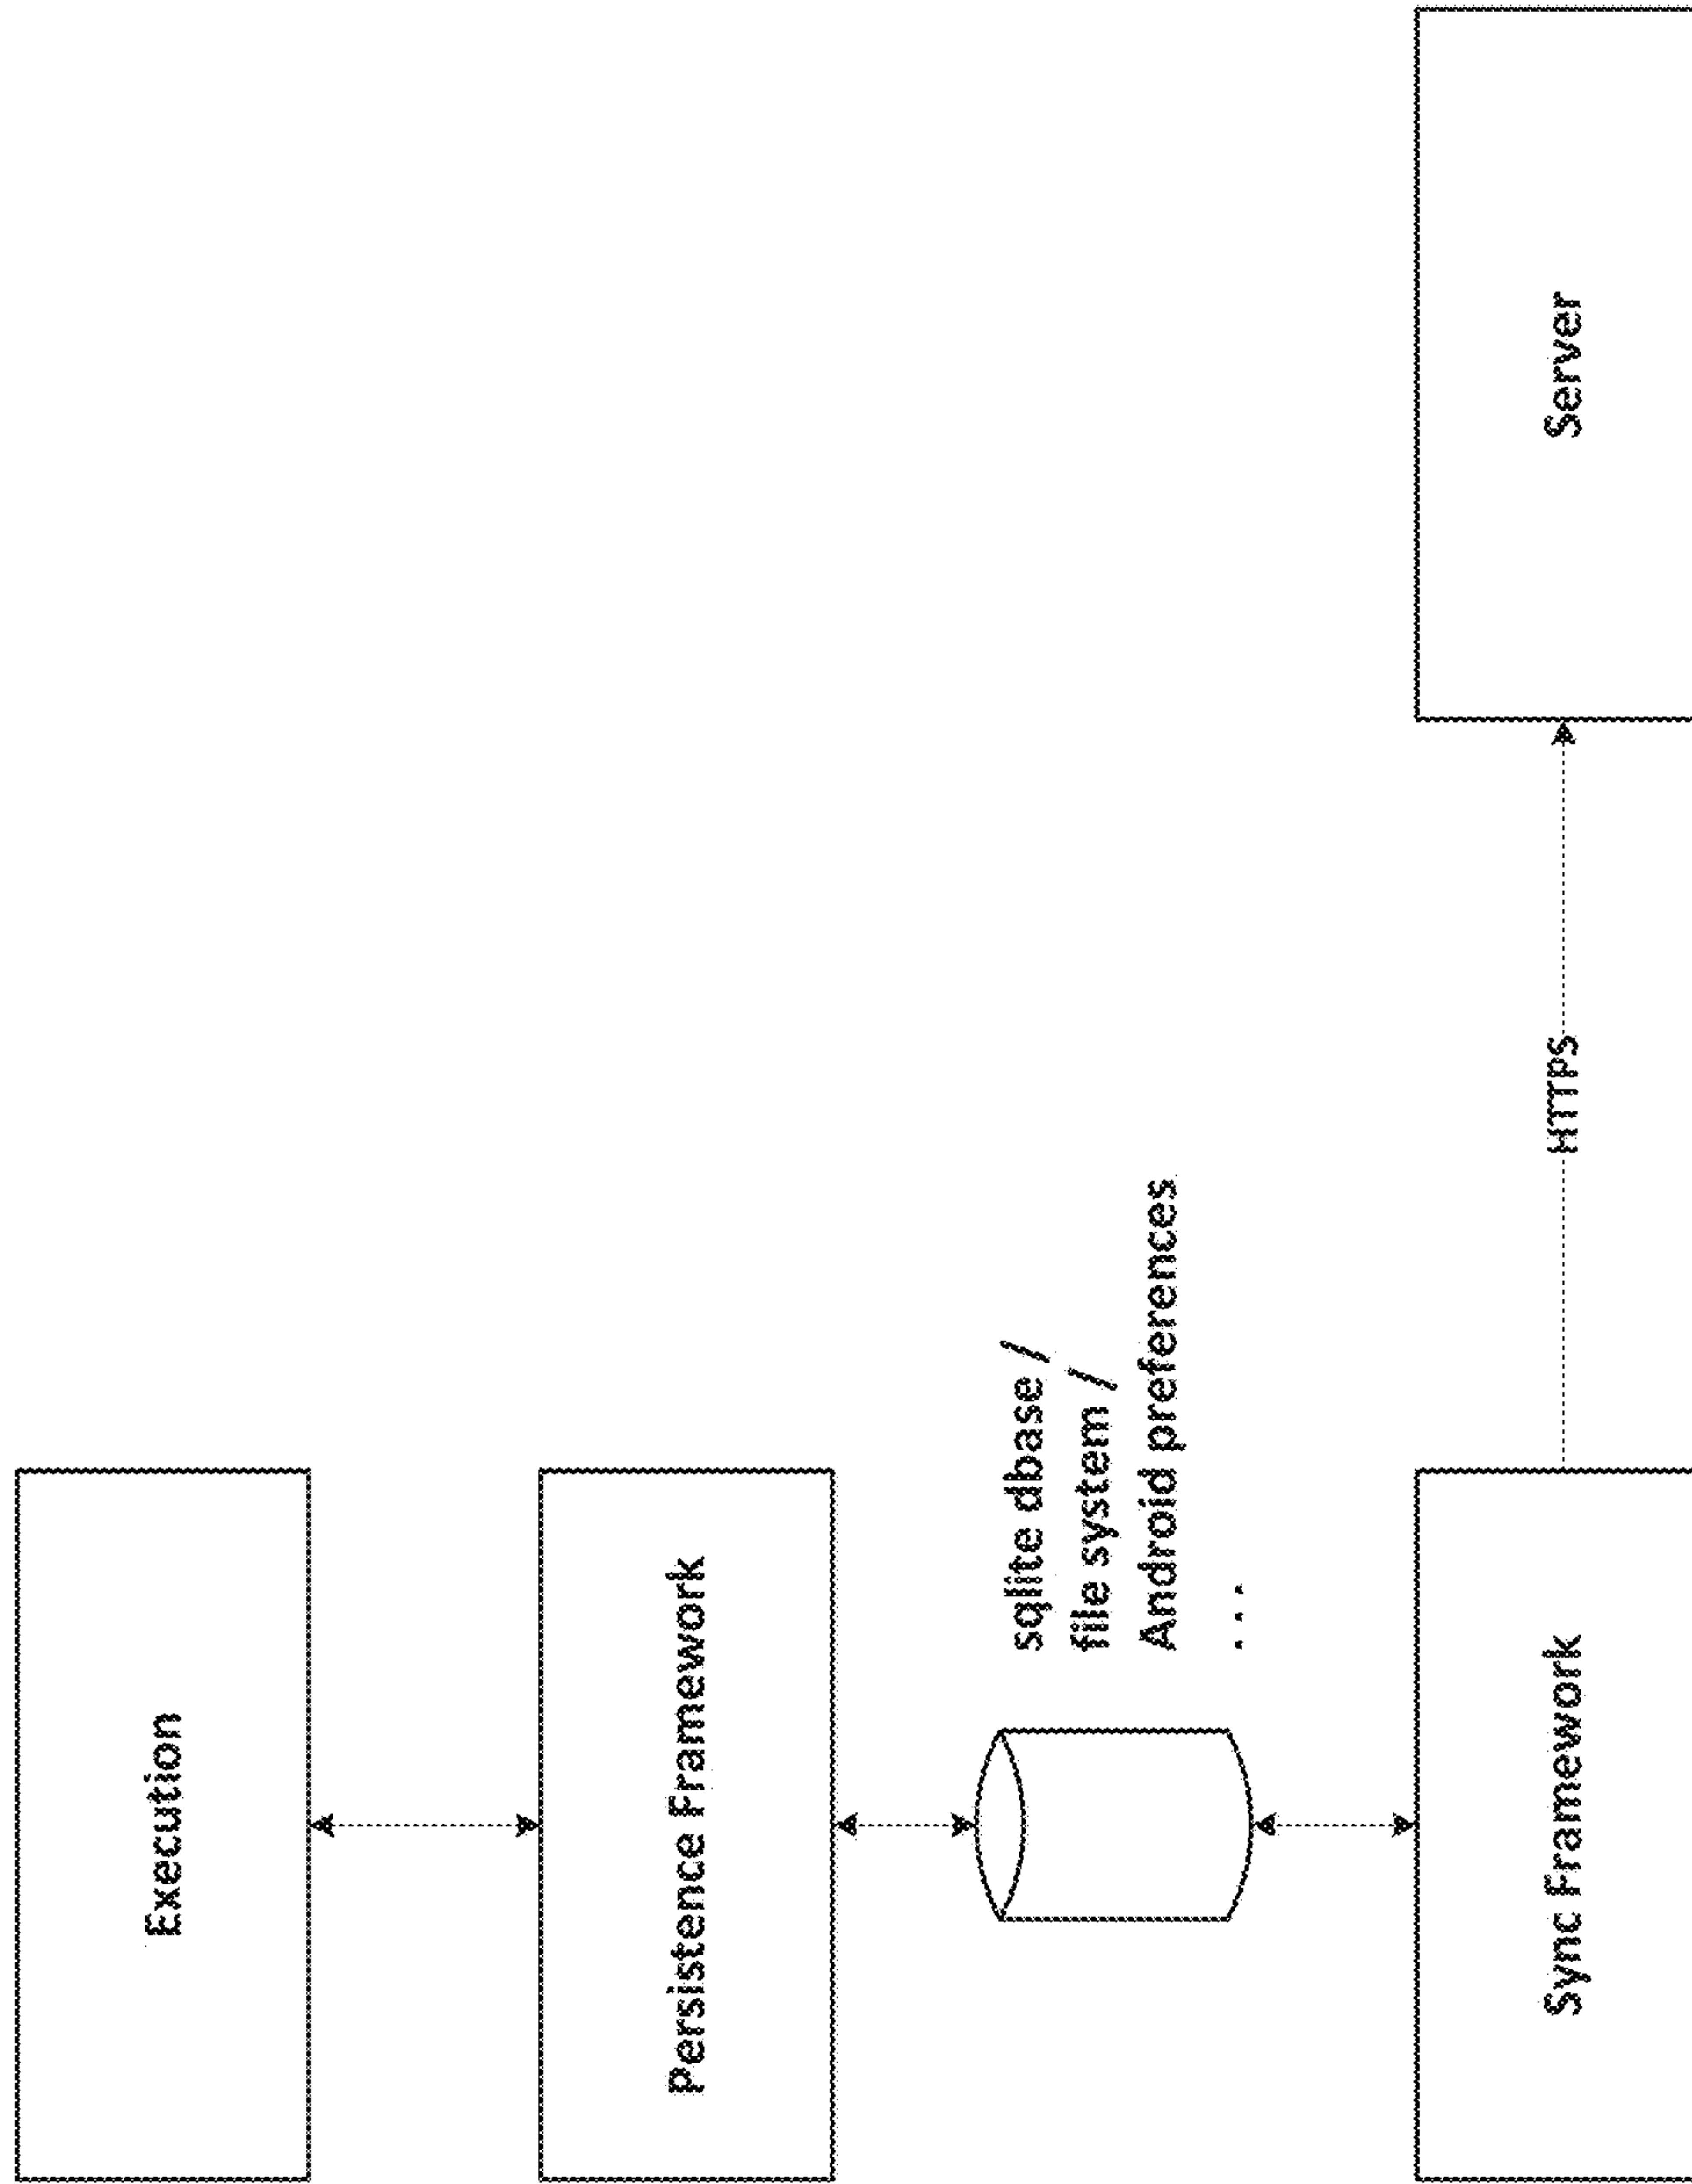 Execution
Persistence Framework
sqlite dbase /
file system /
Android preferences
...
Sync Framework
HTTPS
Server